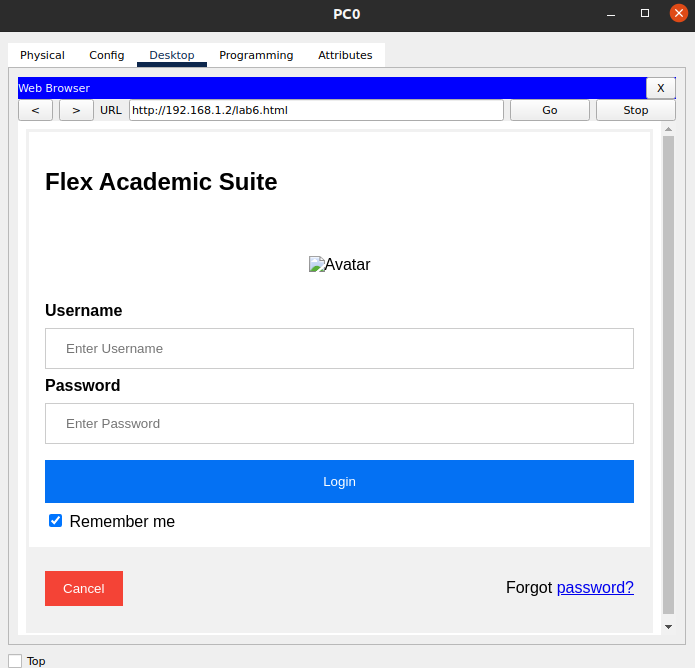 PC0
Physical Config Desktop Programming Attributes
Web Browser X
< > URL http://192.168.1.2/lab6.html Go Stop
Flex Academic Suite
Avatar
Username
Enter Username
Password
Enter Password
Login
Remember me
Cancel Forgot password?
Top